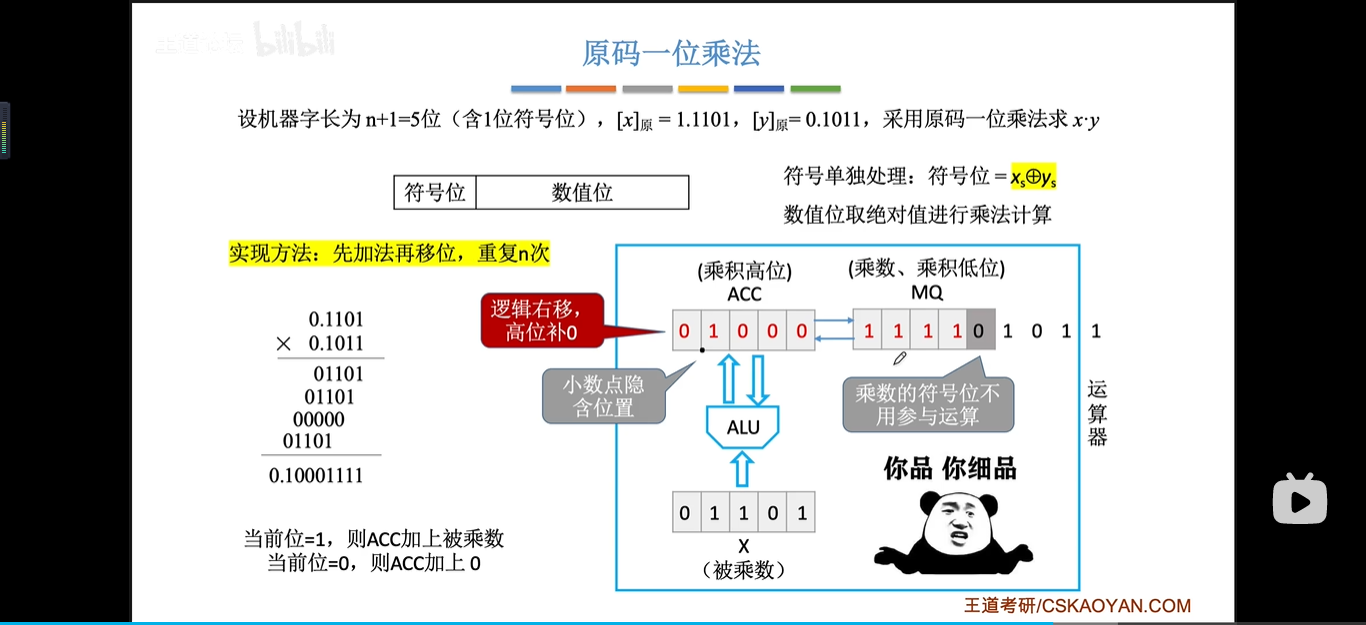 bilibili
原码一位乘法
设机器字长为 n+1=5位（含1位符号位），[x]原 = 1.1101，[y]原= 0.1011，采用原码一位乘法求 x·y
符号位 数值位
符号单独处理：符号位 = xs⊕ys
数值位取绝对值进行乘法计算
实现方法：先加法再移位，重复n次
0.1101
× 0.1011
01101
01101
00000
01101
0.10001111
当前位=1，则ACC加上被乘数
当前位=0，则ACC加上 0
(乘积高位)
ACC
(乘数、乘积低位)
MQ
逻辑右移，
高位补0
0 1 0 0 0
1 1 1 1 0 1 0 1 1
小数点隐
含位置
乘数的符号位不
用参与运算
运算器
ALU
0 1 1 0 1
X
（被乘数）
你品 你细品
王道考研/CSKAOYAN.COM